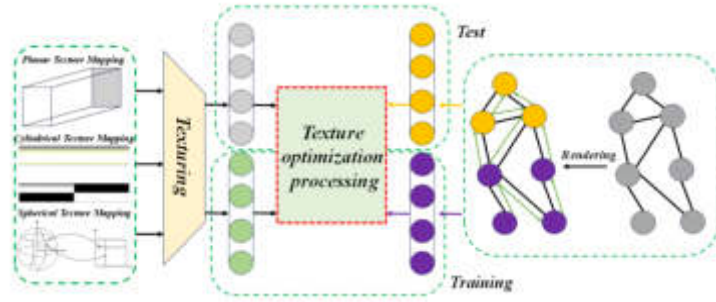 Planar Texture Mapping
Cylindrical Texture Mapping
Spherical Texture Mapping
Texturing
Texture
optimization
processing
Test
Training
Rendering